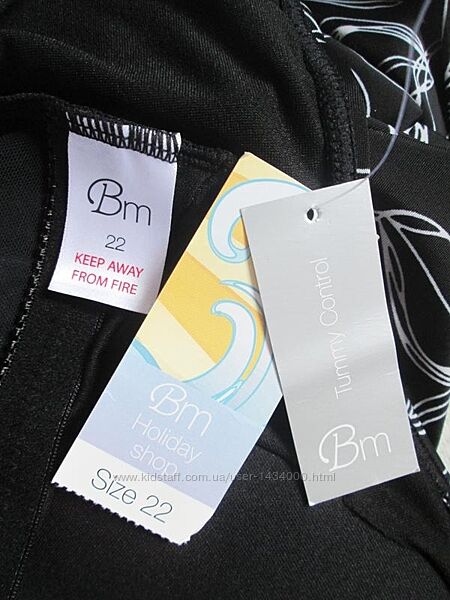 Bm
22
KEEP AWAY
FROM FIRE
Bm
Holiday
shop
Size 22
Tummy Control
Bm
www.kidstaff.com.ua/user-1434000.html